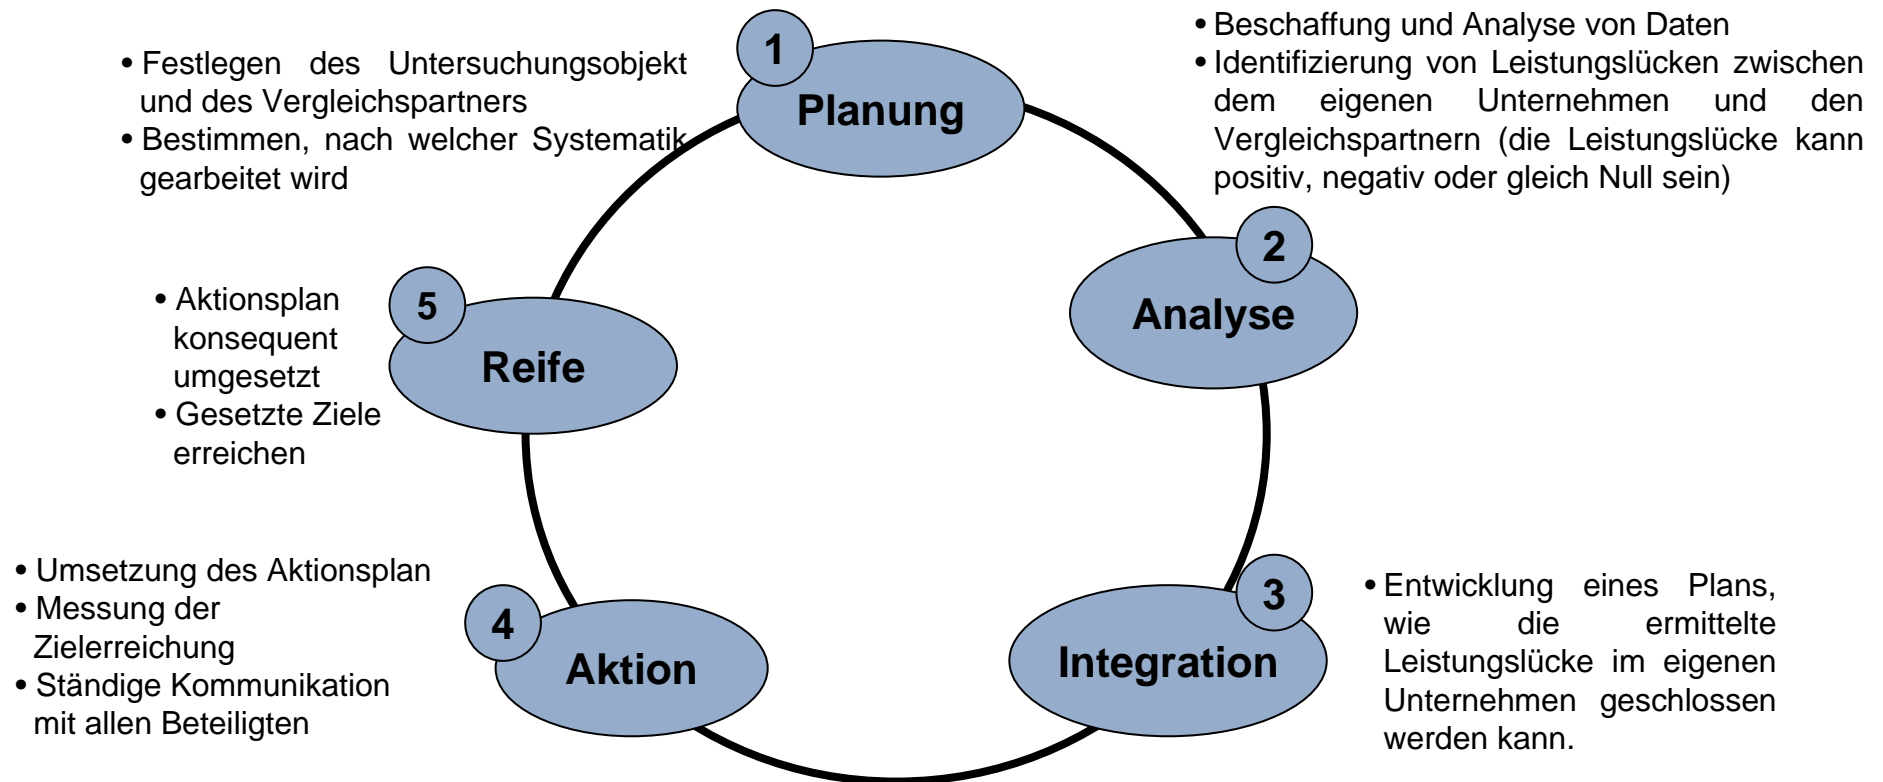 1
Planung
• Festlegen des Untersuchungsobjekt
und des Vergleichspartners
• Bestimmen, nach welcher Systematik
gearbeitet wird
• Beschaffung und Analyse von Daten
• Identifizierung von Leistungslücken zwischen
dem eigenen Unternehmen und den
Vergleichspartnern (die Leistungslücke kann
positiv, negativ oder gleich Null sein)
2
Analyse
3
Integration
• Entwicklung eines Plans,
wie die ermittelte
Leistungslücke im eigenen
Unternehmen geschlossen
werden kann.
4
Aktion
• Umsetzung des Aktionsplan
• Messung der
Zielerreichung
• Ständige Kommunikation
mit allen Beteiligten
5
Reife
• Aktionsplan
konsequent
umgesetzt
• Gesetzte Ziele
erreichen